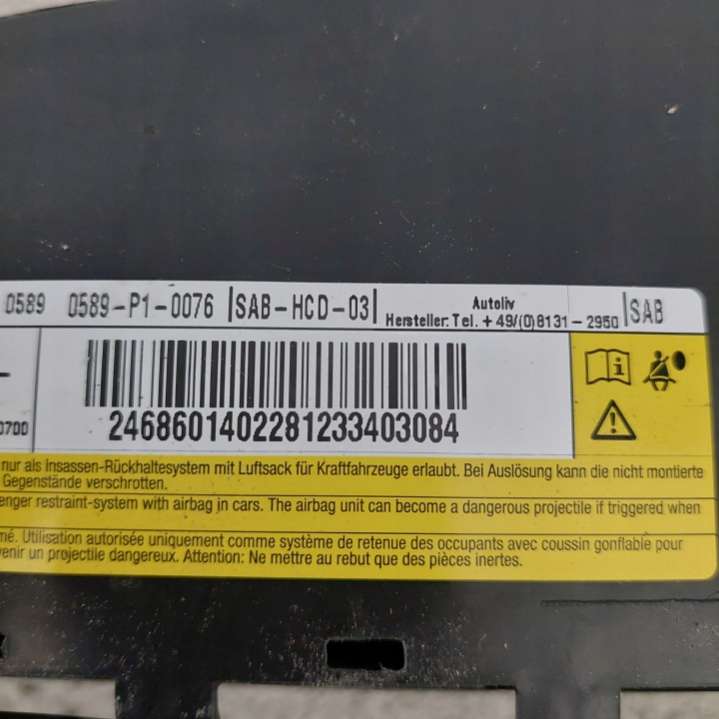 0589 0589-P1-0076 SAB-HCD-03 Autoliv SAB
Hersteller: Tel. +49/(0)8131-2950
24686014022812334030​84
0700
nur als Insassen-Rückhaltesystem mit Luftsack für Kraftfahrzeuge erlaubt. Bei Auslösung kann die nicht montierte
Gegenstände verschrotten.
enger restraint-system with airbag in cars. The airbag unit can become a dangerous projectile if triggered when
mé. Utilisation autorisée uniquement comme système de retenue des occupants avec coussin gonflable pour
venir un projectile dangereux. Attention: Ne mettre au rebut que des pièces inertes.